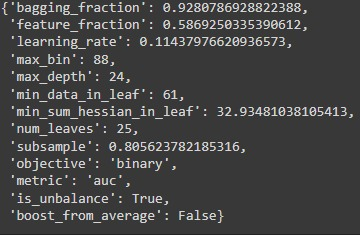 {'bagging_fraction': 0.9280786928822388,
'feature_fraction': 0.5869250335390612,
'learning_rate': 0.11437976620936573,
'max_bin': 88,
'max_depth': 24,
'min_data_in_leaf': 61,
'min_sum_hessian_in_leaf': 32.93481038105413,
'num_leaves': 25,
'subsample': 0.805623782185316,
'objective': 'binary',
'metric': 'auc',
'is_unbalance': True,
'boost_from_average': False}